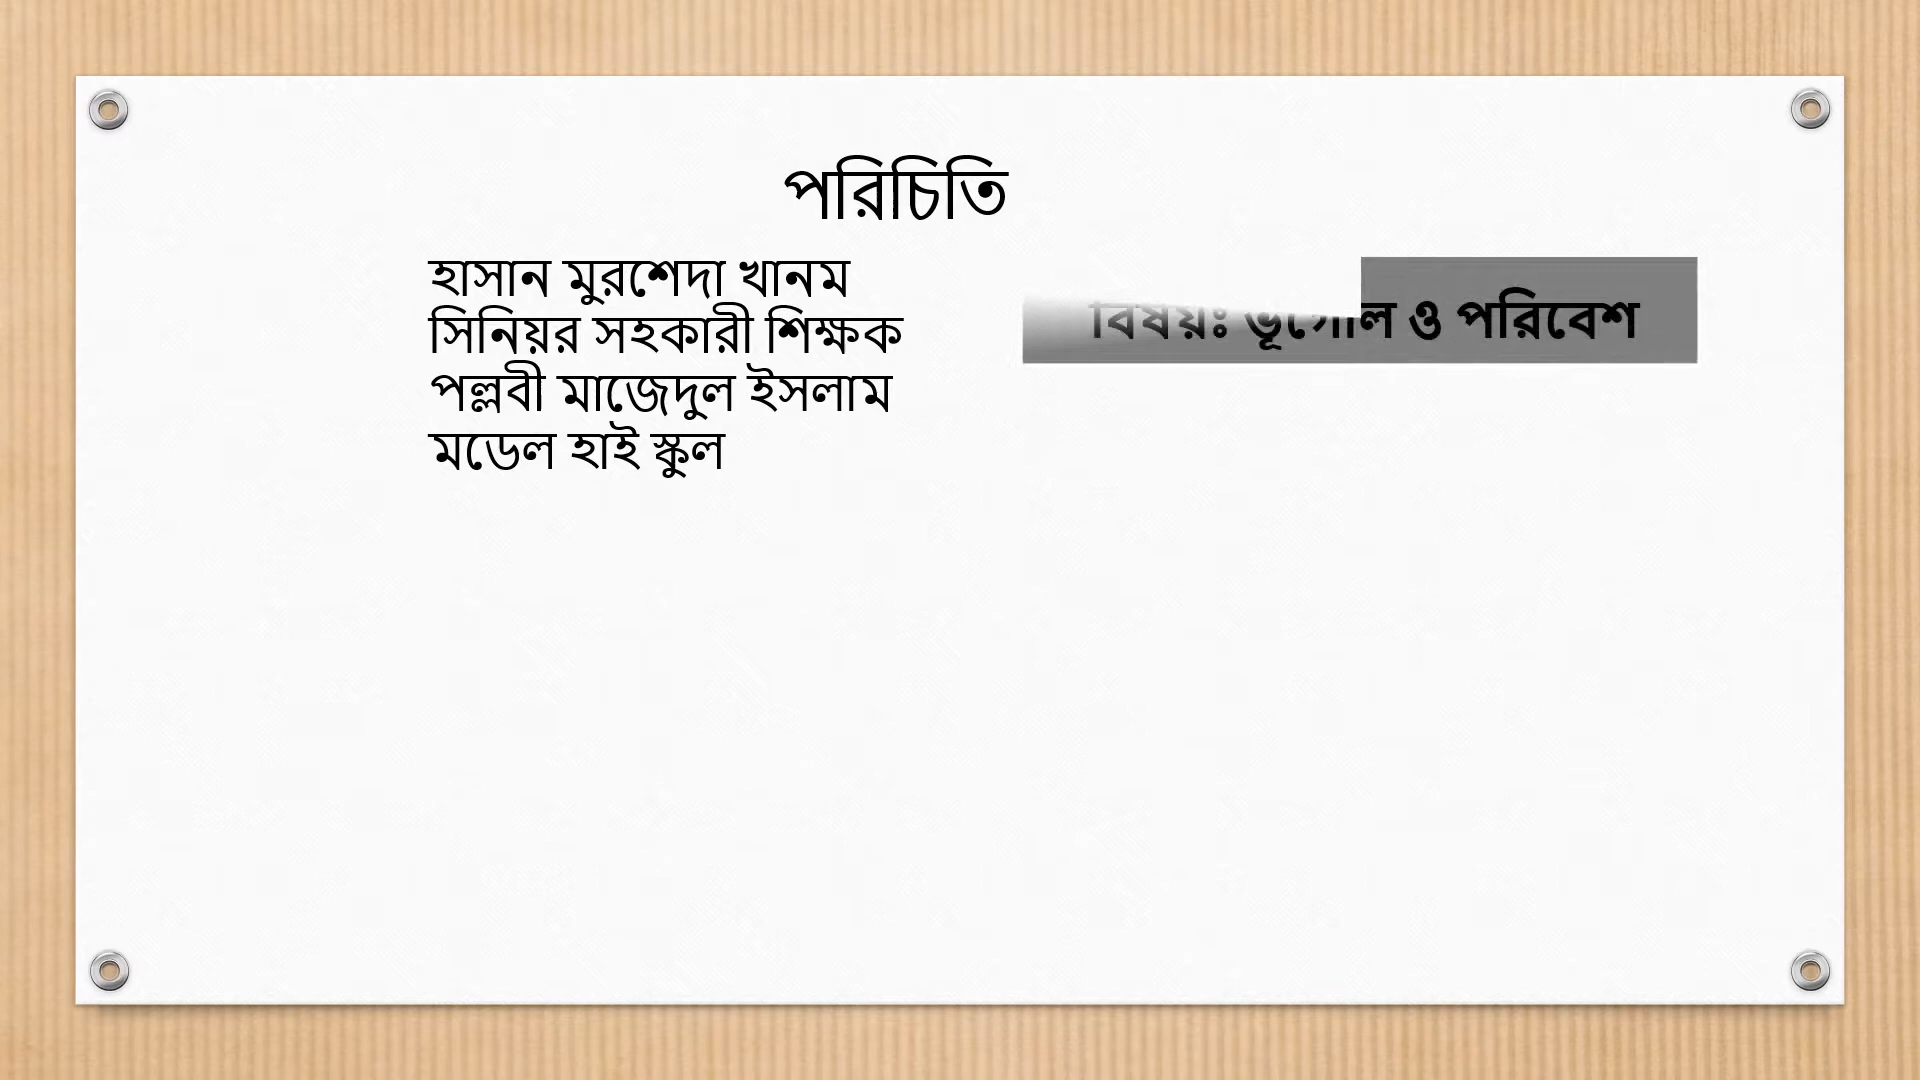 পরিচিতি
হাসান মুরশেদা খানম
সিনিয়র সহকারী শিক্ষক
পল্লবী মাজেদুল ইসলাম
মডেল হাই স্কুল
বিষয়ঃ ভূগোল ও পরিবেশ